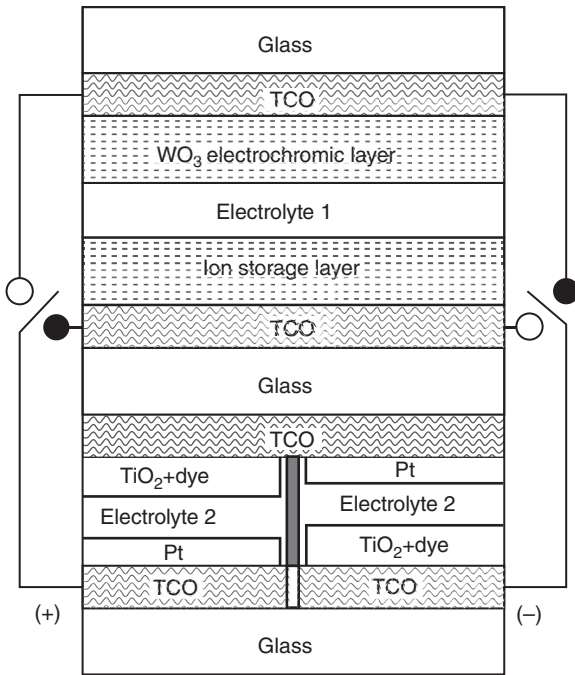 Glass
TCO
WO₃ electrochromic layer
Electrolyte 1
Ion storage layer
TCO
Glass
TCO
TiO₂+dye Pt
Electrolyte 2 Electrolyte 2
Pt TiO₂+dye
TCO TCO
(+) (–)
Glass